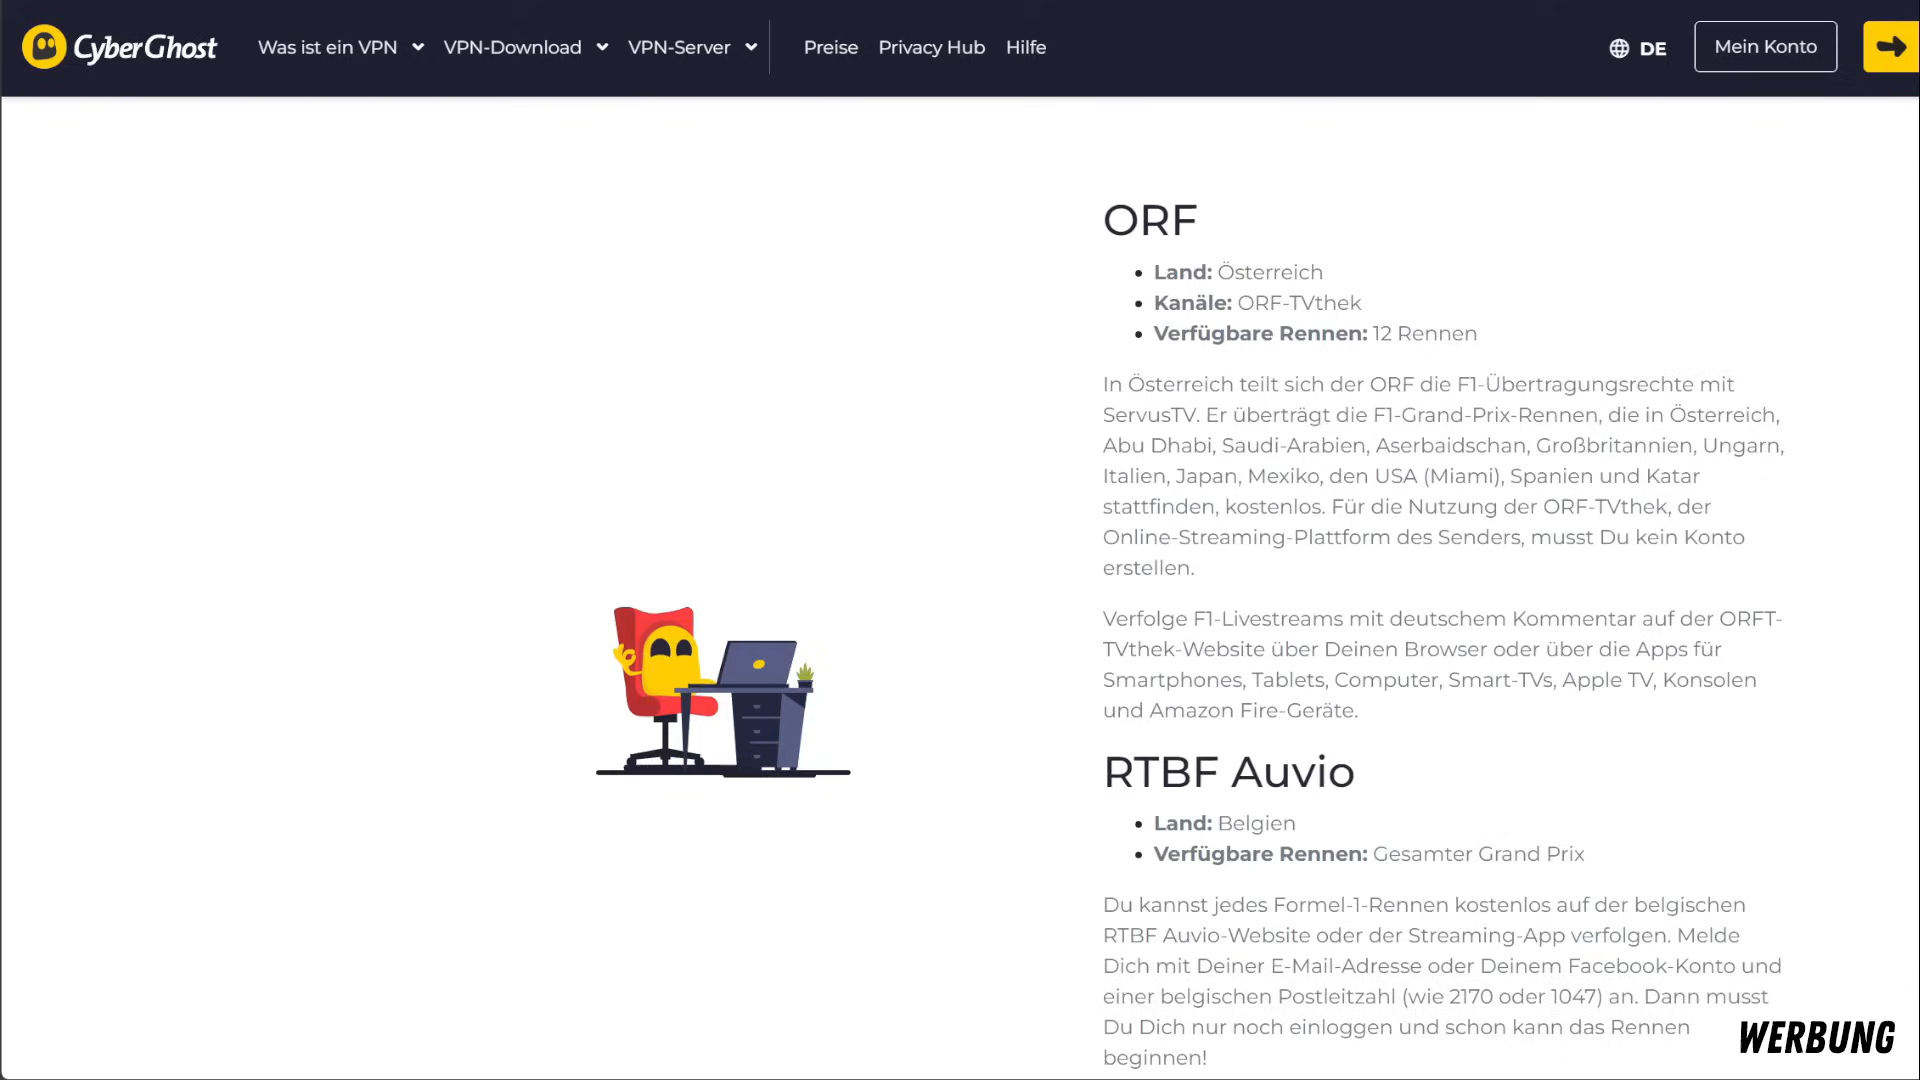 CyberGhost
Was ist ein VPN
VPN-Download
VPN-Server
Preise
Privacy Hub
Hilfe
DE
Mein Konto
ORF
Land: Österreich
Kanäle: ORF-TVthek
Verfügbare Rennen: 12 Rennen
In Österreich teilt sich der ORF die F1-Übertragungsrechte mit
ServusTV. Er überträgt die F1-Grand-Prix-Rennen, die in Österreich,
Abu Dhabi, Saudi-Arabien, Aserbaidschan, Großbritannien, Ungarn,
Italien, Japan, Mexiko, den USA (Miami), Spanien und Katar
stattfinden, kostenlos. Für die Nutzung der ORF-TVthek, der
Online-Streaming-Plattform des Senders, musst Du kein Konto
erstellen.
Verfolge F1-Livestreams mit deutschem Kommentar auf der ORFT-
TVthek-Website über Deinen Browser oder über die Apps für
Smartphones, Tablets, Computer, Smart-TVs, Apple TV, Konsolen
und Amazon Fire-Geräte.
RTBF Auvio
Land: Belgien
Verfügbare Rennen: Gesamter Grand Prix
Du kannst jedes Formel-1-Rennen kostenlos auf der belgischen
RTBF Auvio-Website oder der Streaming-App verfolgen. Melde
Dich mit Deiner E-Mail-Adresse oder Deinem Facebook-Konto und
einer belgischen Postleitzahl (wie 2170 oder 1047) an. Dann musst
Du Dich nur noch einloggen und schon kann das Rennen
beginnen!
WERBUNG